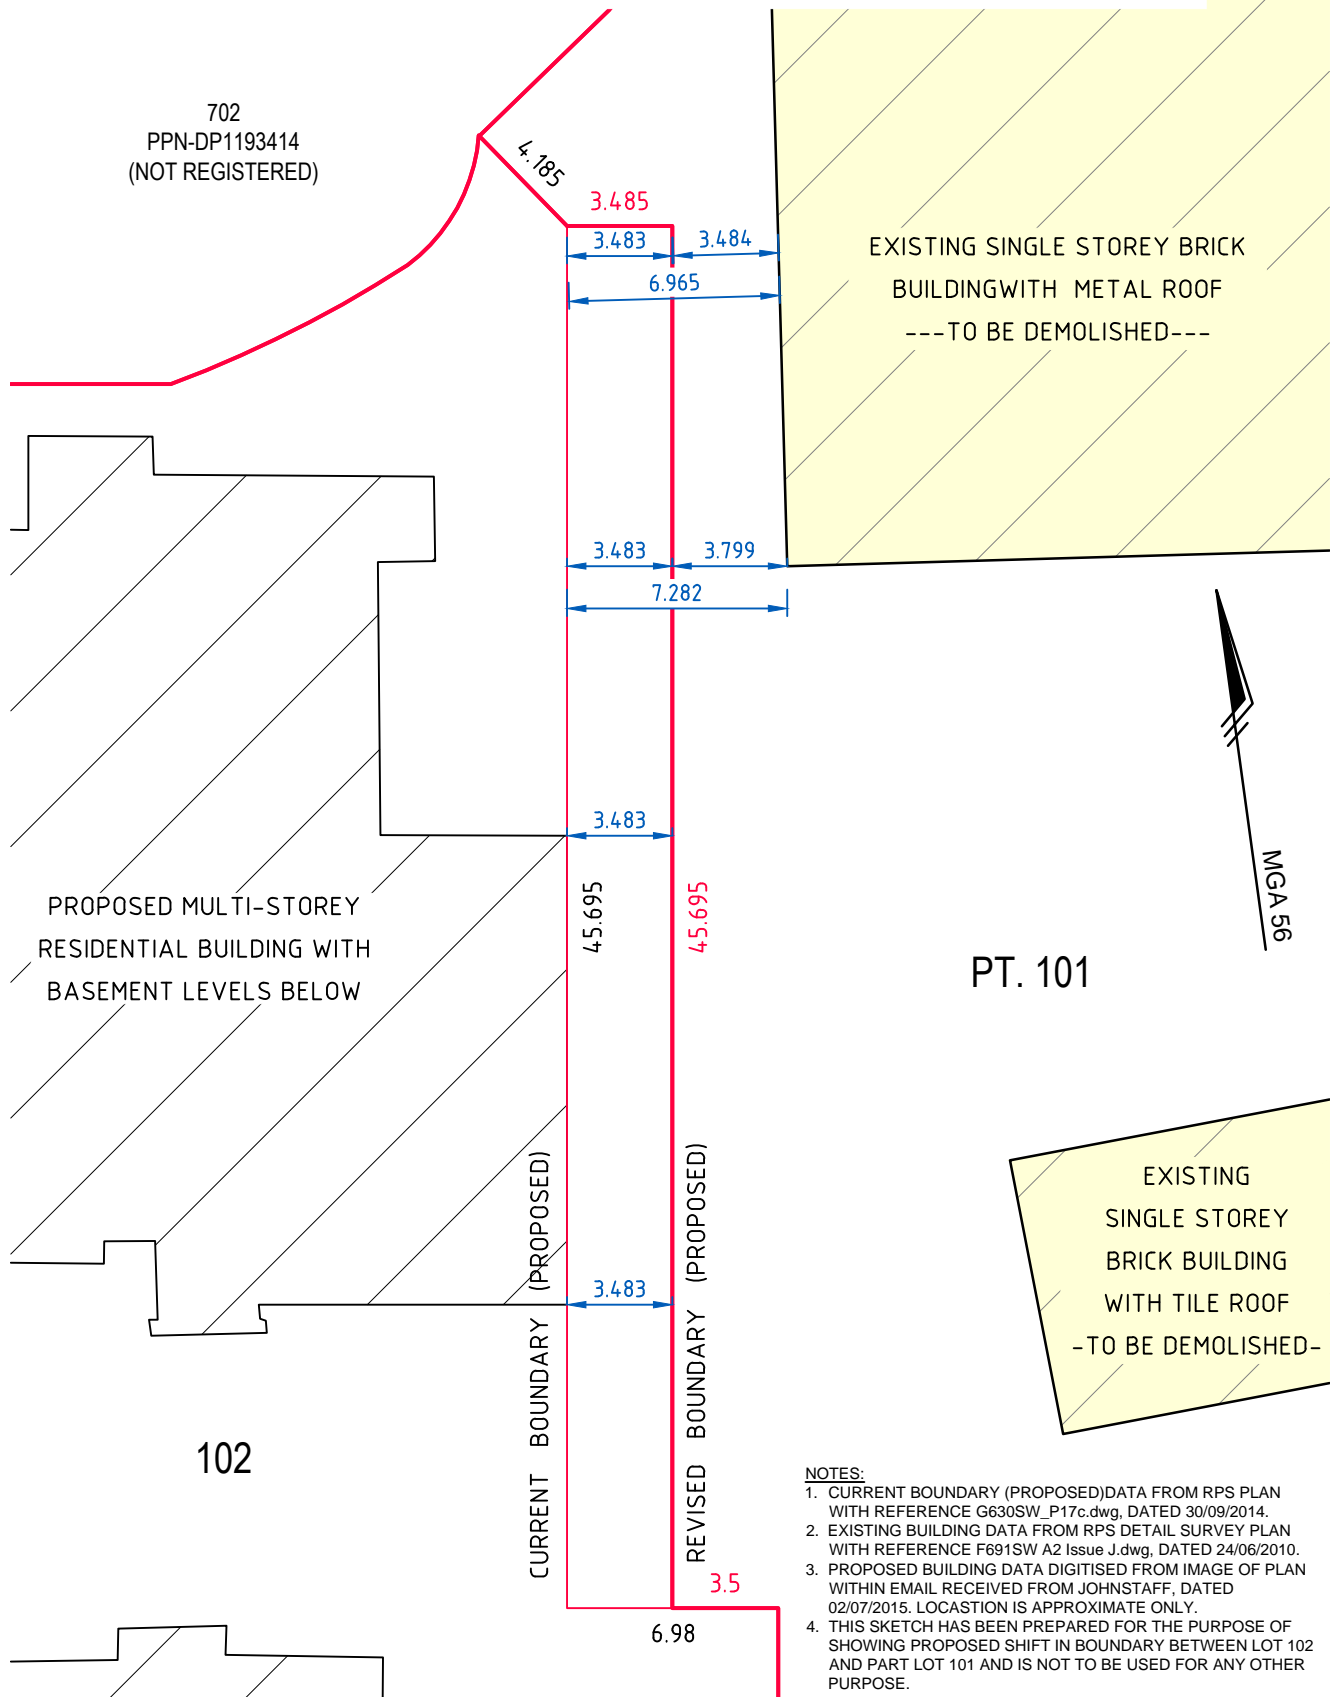 702
PPN-DP1193414
(NOT REGISTERED)
4.185
3.485
3.483
3.484
6.965
EXISTING SINGLE STOREY BRICK
BUILDINGWITH METAL ROOF
---TO BE DEMOLISHED---
3.483
3.799
7.282
3.483
MGA 56
45.695
45.695
PROPOSED MULTI-STOREY
RESIDENTIAL BUILDING WITH
BASEMENT LEVELS BELOW
PT. 101
CURRENT BOUNDARY (PROPOSED)
REVISED BOUNDARY (PROPOSED)
3.483
EXISTING
SINGLE STOREY
BRICK BUILDING
WITH TILE ROOF
-TO BE DEMOLISHED-
102
3.5
6.98
NOTES:
1. CURRENT BOUNDARY (PROPOSED)DATA FROM RPS PLAN
WITH REFERENCE G630SW_P17c.dwg, DATED 30/09/2014.
2. EXISTING BUILDING DATA FROM RPS DETAIL SURVEY PLAN
WITH REFERENCE F691SW A2 Issue J.dwg, DATED 24/06/2010.
3. PROPOSED BUILDING DATA DIGITISED FROM IMAGE OF PLAN
WITHIN EMAIL RECEIVED FROM JOHNSTAFF, DATED
02/07/2015. LOCASTION IS APPROXIMATE ONLY.
4. THIS SKETCH HAS BEEN PREPARED FOR THE PURPOSE OF
SHOWING PROPOSED SHIFT IN BOUNDARY BETWEEN LOT 102
AND PART LOT 101 AND IS NOT TO BE USED FOR ANY OTHER
PURPOSE.